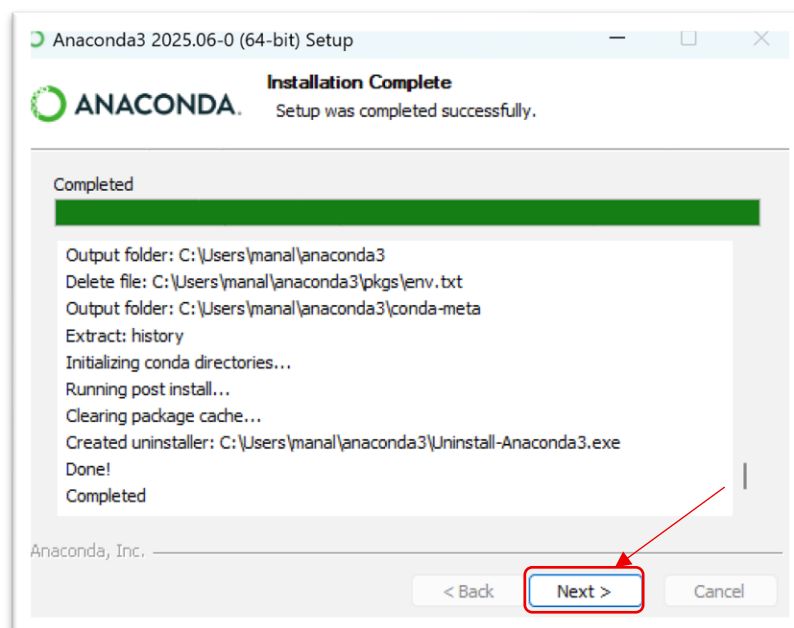 Anaconda3 2025.06-0 (64-bit) Setup
Installation Complete
ANACONDA.
Setup was completed successfully.
Completed
Output folder: C:\Users\manal\anaconda3
Delete file: C:\Users\manal\anaconda3\pkgs\env.txt
Output folder: C:\Users\manal\anaconda3\conda-meta
Extract: history
Initializing conda directories...
Running post install...
Clearing package cache...
Created uninstaller: C:\Users\manal\anaconda3\Uninstall-Anaconda3.exe
Done!
Completed
Anaconda, Inc.
< Back Next > Cancel